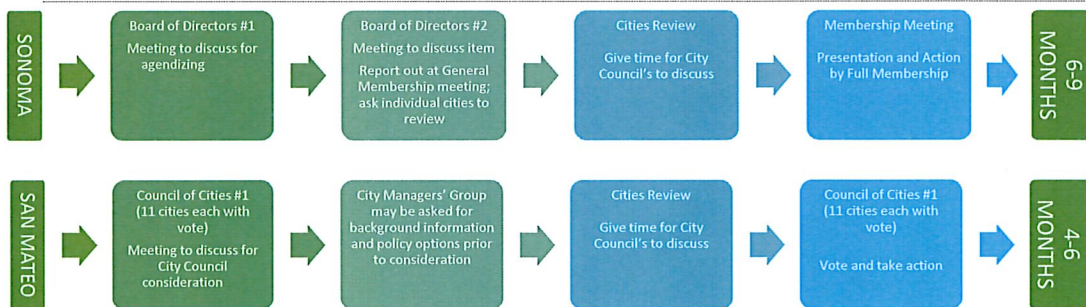 SONOMA
Board of Directors #1
Meeting to discuss for
agendizing
Board of Directors #2
Meeting to discuss item
Report out at General
Membership meeting;
ask individual cities to
review
Cities Review
Give time for City
Council's to discuss
Membership Meeting
Presentation and Action
by Full Membership
6-9
MONTHS
SAN MATEO
Council of Cities #1
(11 cities each with
vote)
Meeting to discuss for
City Council
consideration
City Managers' Group
may be asked for
background information
and policy options prior
to consideration
Cities Review
Give time for City
Council's to discuss
Council of Cities #1
(11 cities each with
vote)
Vote and take action
4-6
MONTHS